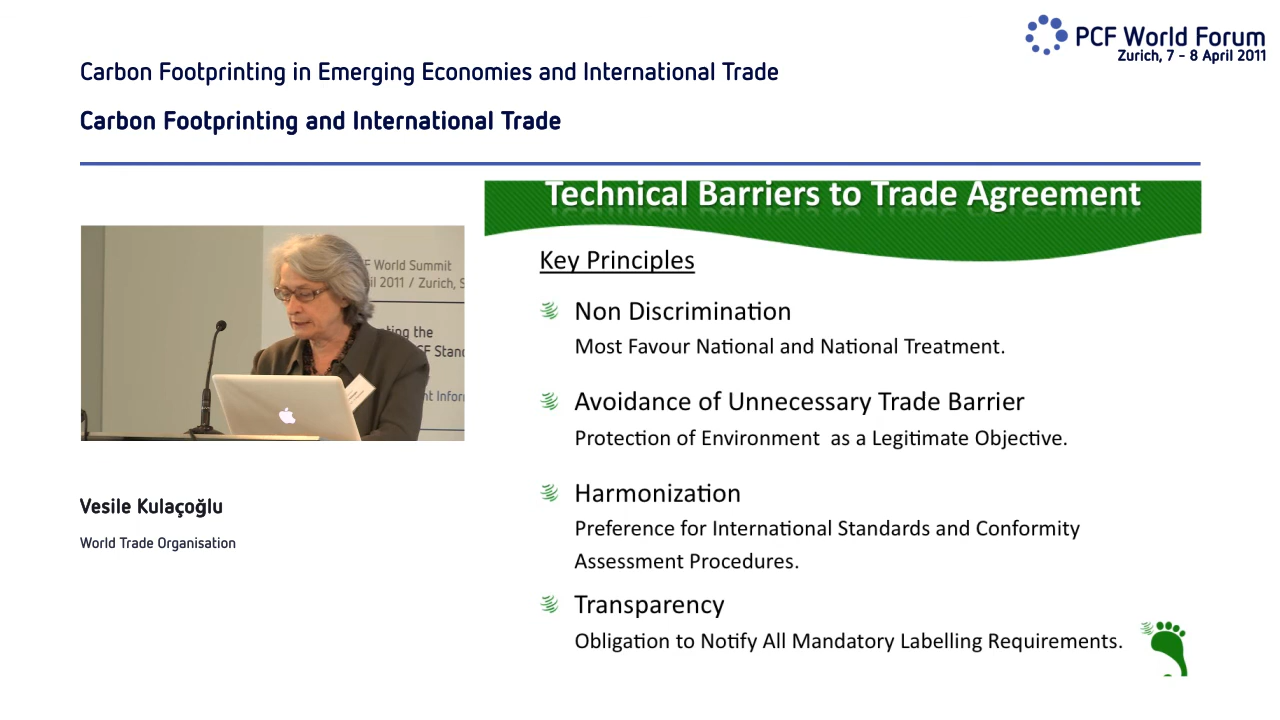 PCF World Forum
Zurich, 7 - 8 April 2011
Carbon Footprinting in Emerging Economies and International Trade
Carbon Footprinting and International Trade
Technical Barriers to Trade Agreement
Key Principles
Non Discrimination
Most Favour National and National Treatment.
Avoidance of Unnecessary Trade Barrier
Protection of Environment as a Legitimate Objective.
Harmonization
Preference for International Standards and Conformity
Assessment Procedures.
Transparency
Obligation to Notify All Mandatory Labelling Requirements.
World Summit
2011 / Zurich,
the
Vesile Kulaçoğlu
World Trade Organisation